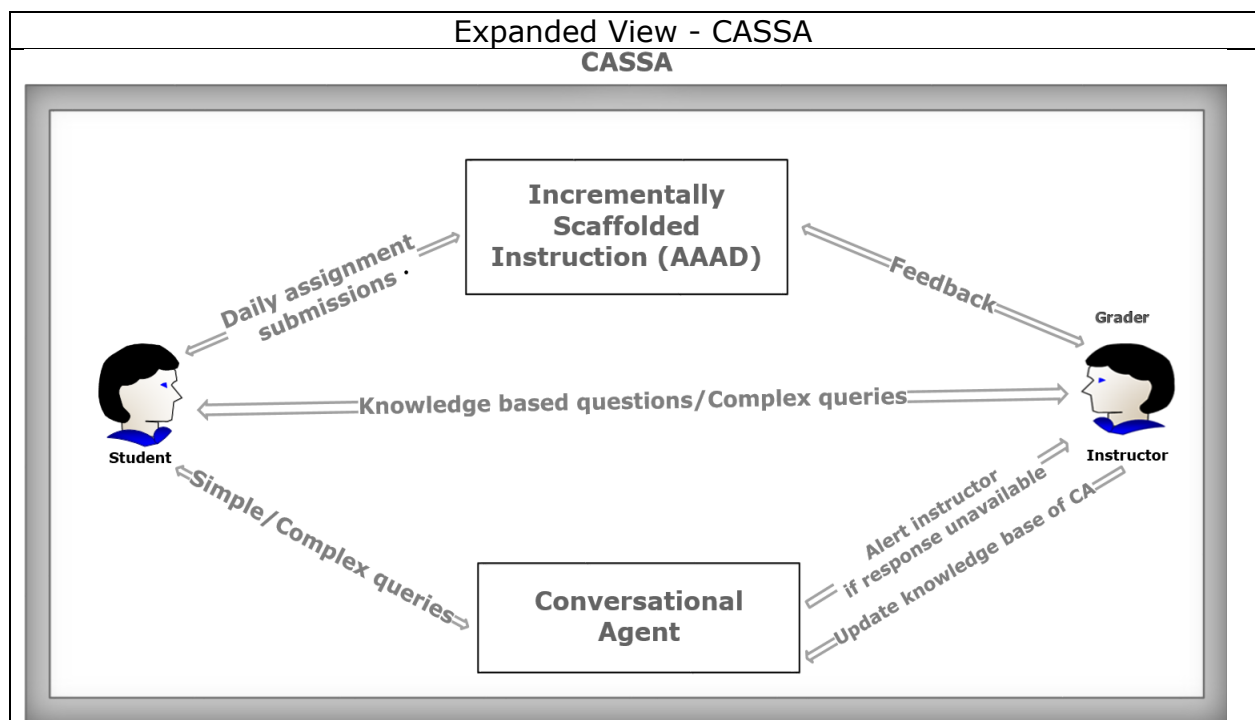 Expanded View - CASSA
CASSA
Incrementally
Scaffolded
Instruction (AAAD)
Daily assignment
submissions
Feedback
Grader
Knowledge based questions/Complex queries
Student
Instructor
Simple/Complex queries
Alert instructor
if response unavailable
Update knowledge base of CA
Conversational
Agent